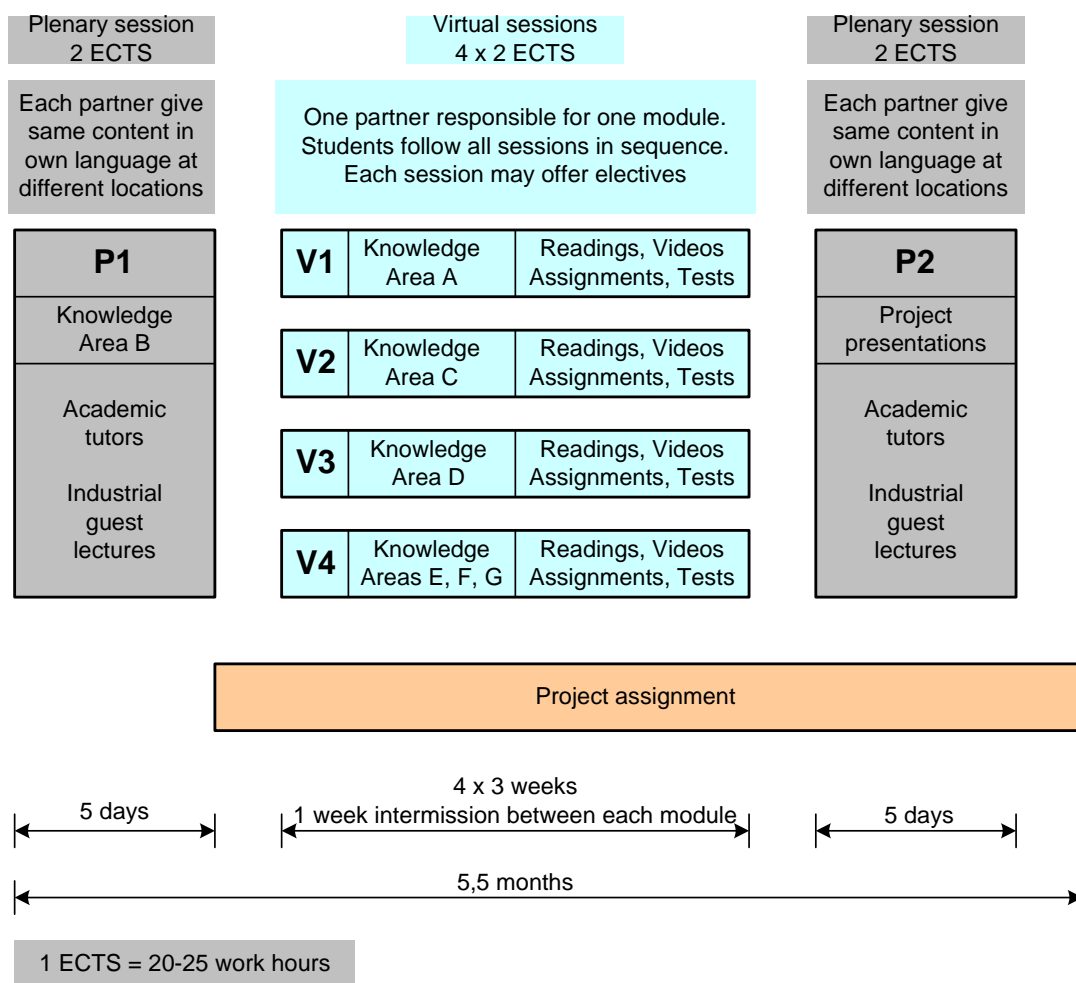 Plenary session
2 ECTS
Virtual sessions
4 x 2 ECTS
Plenary session
2 ECTS
Each partner give
same content in
own language at
different locations
One partner responsible for one module.
Students follow all sessions in sequence.
Each session may offer electives
Each partner give
same content in
own language at
different locations
P1
Knowledge
Area B
Academic
tutors
Industrial
guest
lectures
V1
Knowledge
Area A
Readings, Videos
Assignments, Tests
V2
Knowledge
Area C
Readings, Videos
Assignments, Tests
V3
Knowledge
Area D
Readings, Videos
Assignments, Tests
V4
Knowledge
Areas E, F, G
Readings, Videos
Assignments, Tests
P2
Project
presentations
Academic
tutors
Industrial
guest
lectures
Project assignment
5 days
4 x 3 weeks
1 week intermission between each module
5 days
5,5 months
1 ECTS = 20-25 work hours